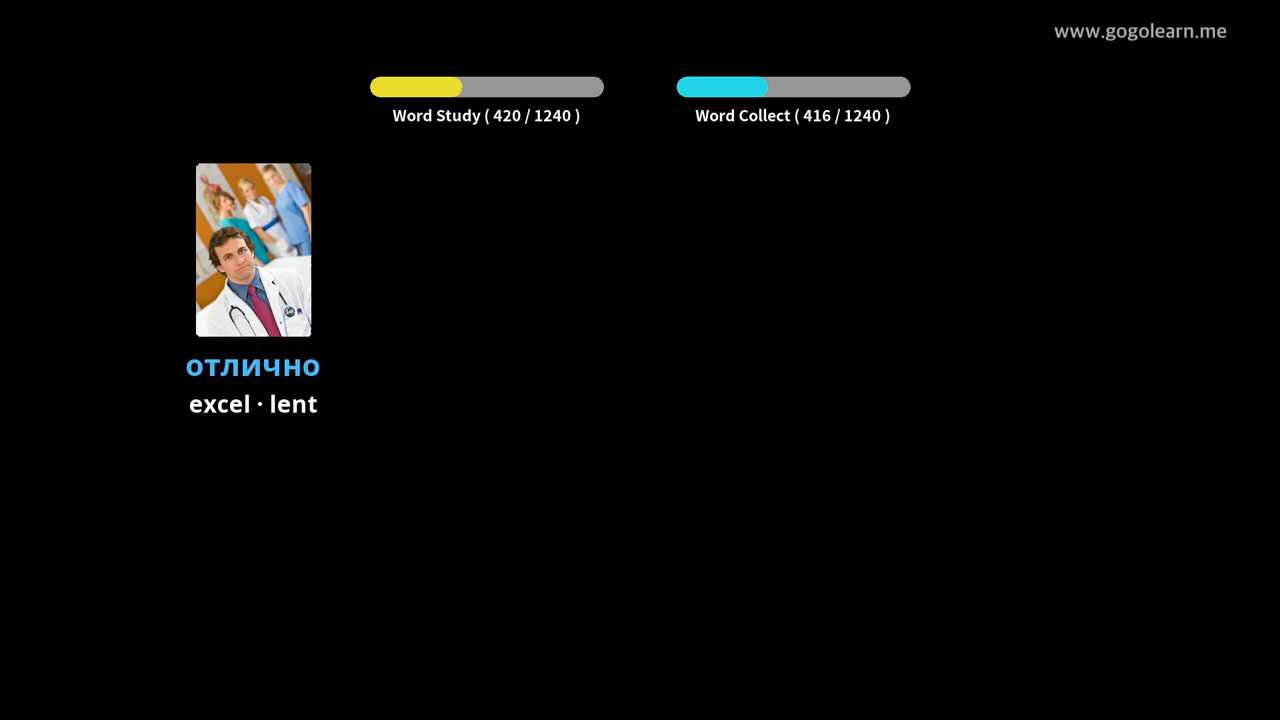 www.gogolearn.me
Word Study ( 420 / 1240 )
Word Collect ( 416 / 1240 )
отлично
excel · lent